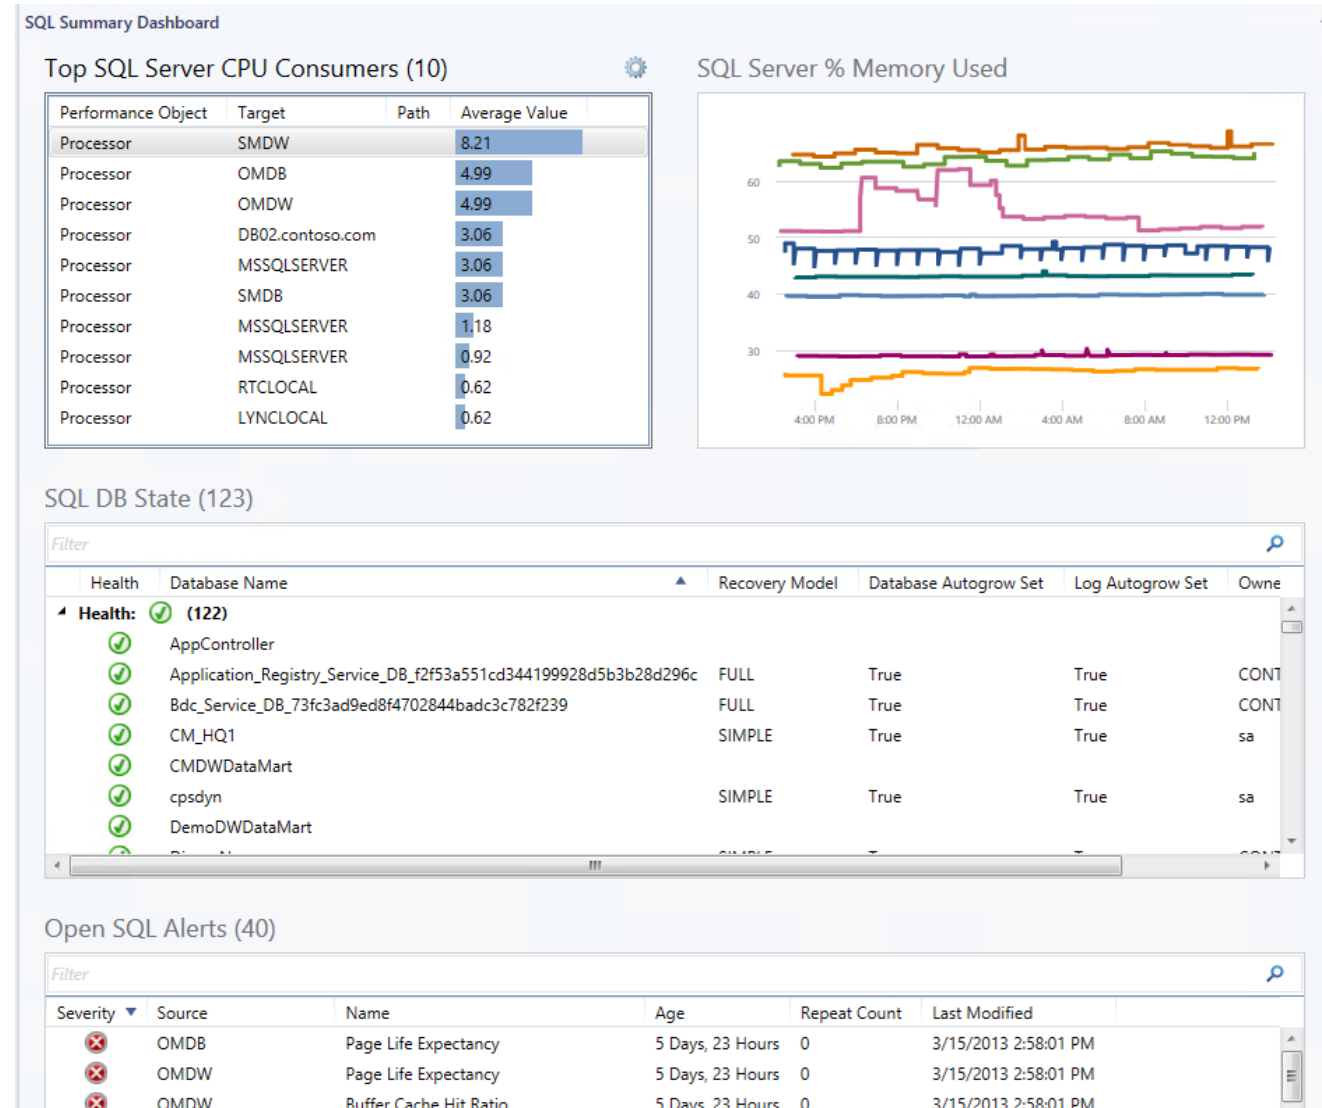 SQL Summary Dashboard
Top SQL Server CPU Consumers (10)
Performance Object Target Path Average Value
Processor SMDW 8.21
Processor OMDB 4.99
Processor OMDW 4.99
Processor DB02.contoso.com 3.06
Processor MSSQLSERVER 3.06
Processor SMDB 3.06
Processor MSSQLSERVER 1.18
Processor MSSQLSERVER 0.92
Processor RTCLOCAL 0.62
Processor LYNCLOCAL 0.62
SQL Server % Memory Used
60
50
40
30
4:00 PM 8:00 PM 12:00 AM 4:00 AM 8:00 AM 12:00 PM
SQL DB State (123)
Filter
Health Database Name Recovery Model Database Autogrow Set Log Autogrow Set Owne
Health: (122)
AppController
Application_Registry_Service_DB_f2f53a551cd344199928d5b3b28d296c FULL True True CONT
Bdc_Service_DB_73fc3ad9ed8f4702844badc3c782f239 FULL True True CONT
CM_HQ1 SIMPLE True True sa
CMDWDataMart
cpsdyn SIMPLE True True sa
DemoDWDataMart
Open SQL Alerts (40)
Filter
Severity Source Name Age Repeat Count Last Modified
OMDB Page Life Expectancy 5 Days, 23 Hours 0 3/15/2013 2:58:01 PM
OMDW Page Life Expectancy 5 Days, 23 Hours 0 3/15/2013 2:58:01 PM
OMDW Buffer Cache Hit Ratio 5 Days, 23 Hours 0 3/15/2013 2:58:01 PM